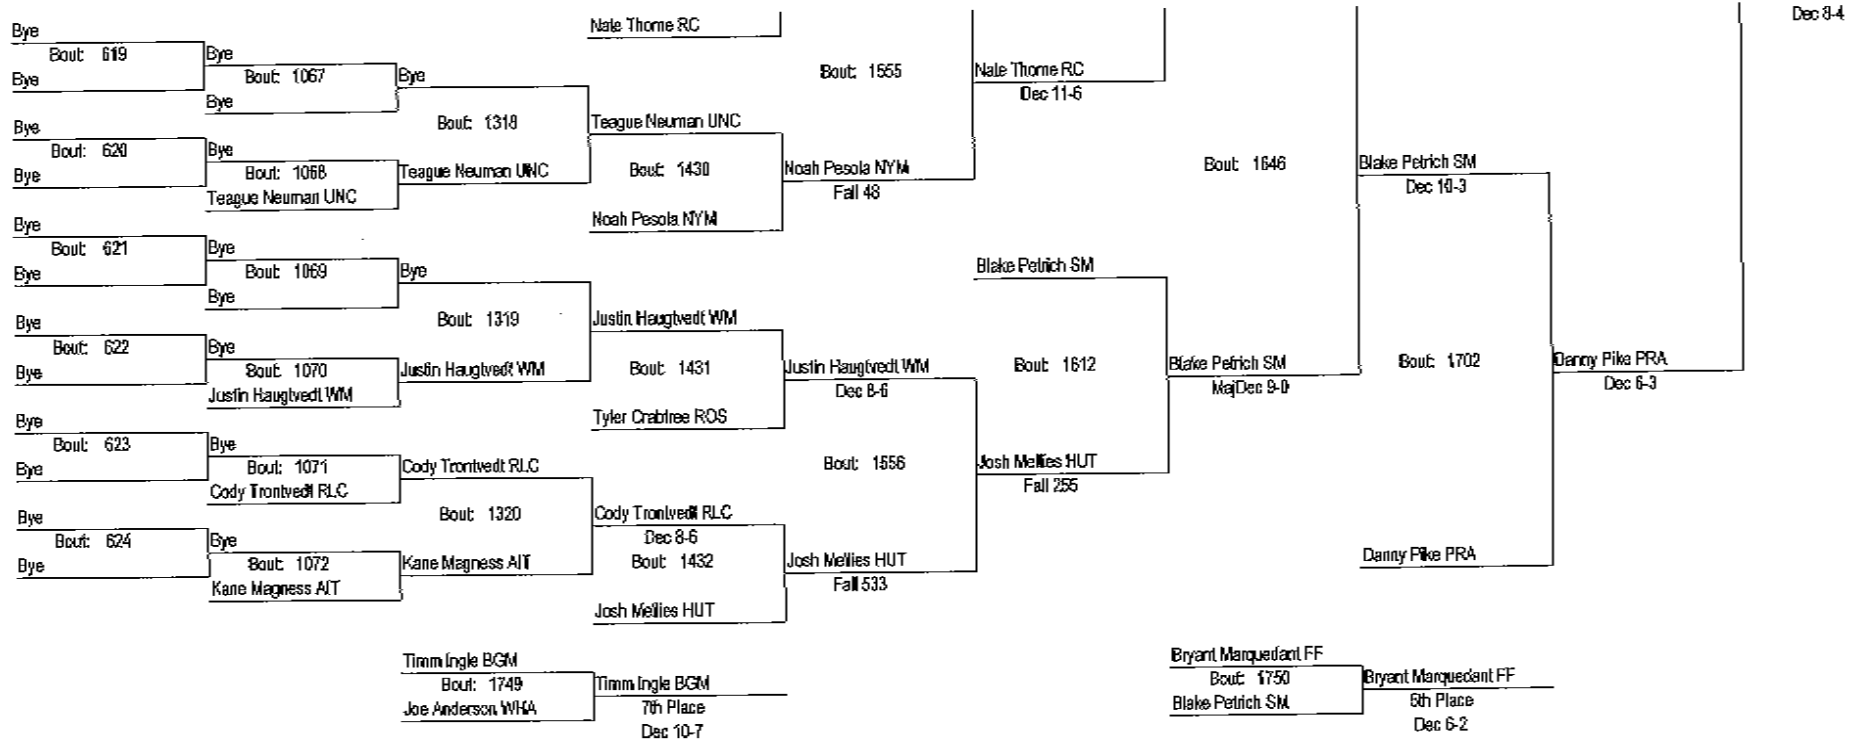 Bye
Bout: 619
Bye
Bye
Bout: 1067
Bye
Bye
Bout: 620
Bye
Bye
Bout: 1068
Teague Neuman UNC
Bye
Bout: 1318
Teague Neuman UNC
Bye
Bout: 621
Bye
Bye
Bout: 1069
Bye
Bye
Bout: 622
Bye
Bye
Bout: 1070
Justin Haugtvedt WM
Bye
Bout: 1319
Justin Haugtvedt WM
Bye
Bout: 623
Bye
Bye
Bout: 1071
Cody Trontvedt RLC
Bye
Bout: 624
Bye
Bye
Bout: 1072
Kane Magness AIT
Cody Trontvedt RLC
Bout: 1320
Kane Magness AIT
Nate Thorne RC
Teague Neuman UNC
Bout: 1430
Noah Pesola NYM
Justin Haugtvedt WM
Bout: 1431
Tyler Crabtree ROS
Cody Trontvedt RLC
Dec 8-6
Bout: 1432
Josh Mellies HUT
Bout: 1555
Noah Pesola NYM
Fall 48
Justin Haugtvedt WM
Dec 8-6
Bout: 1556
Josh Mellies HUT
Fall 533
Nate Thorne RC
Dec 11-6
Blake Petrich SM
Bout: 1612
Josh Mellies HUT
Fall 255
Bout: 1646
Blake Petrich SM
MajDec 9-0
Blake Petrich SM
Dec 10-3
Bout: 1702
Danny Pike PRA
Danny Pike PRA
Dec 6-3
Dec 8-4
Timm Ingle BGM
Bout: 1749
Joe Anderson WHA
Timm Ingle BGM
7th Place
Dec 10-7
Bryant Marquedant FF
Bout: 1750
Blake Petrich SM
Bryant Marquedant FF
5th Place
Dec 6-2